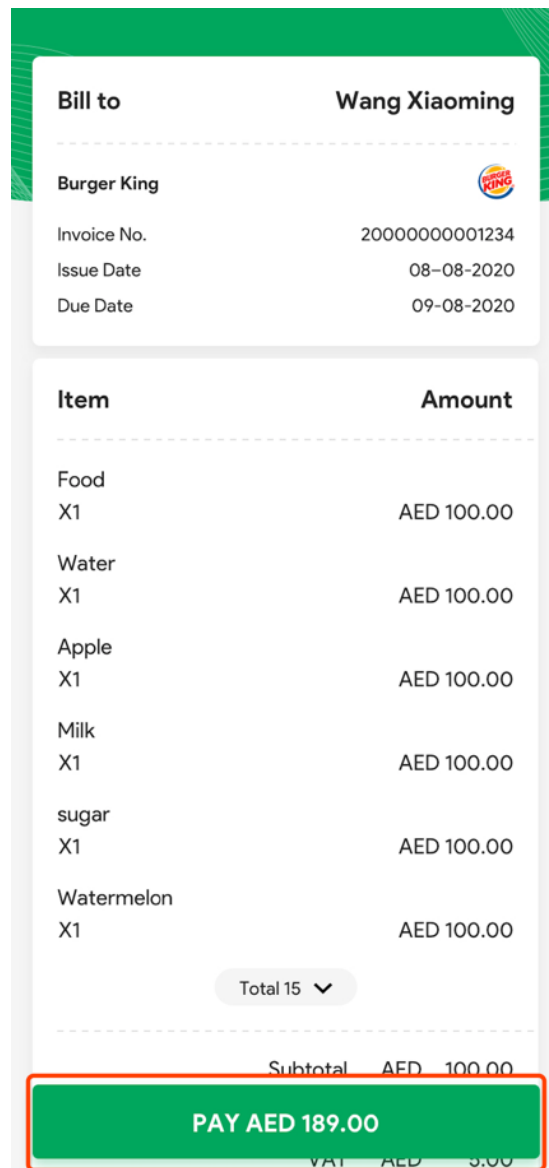 Bill to Wang Xiaoming
Burger King
BURGER
KING
Invoice No. 20000000001234
Issue Date 08–08-2020
Due Date 09-08-2020
Item Amount
Food
X1 AED 100.00
Water
X1 AED 100.00
Apple
X1 AED 100.00
Milk
X1 AED 100.00
sugar
X1 AED 100.00
Watermelon
X1 AED 100.00
Total 15
Subtotal AED 100.00
PAY AED 189.00
VAT AED 5.00